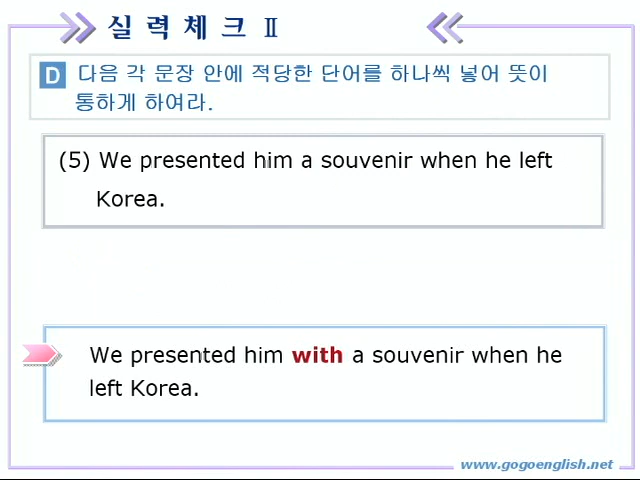 실 력 체 크 Ⅱ
D 다음 각 문장 안에 적당한 단어를 하나씩 넣어 뜻이
통하게 하여라.
(5) We presented him a souvenir when he left
Korea.
We presented him with a souvenir when he
left Korea.
www.gogoenglish.net